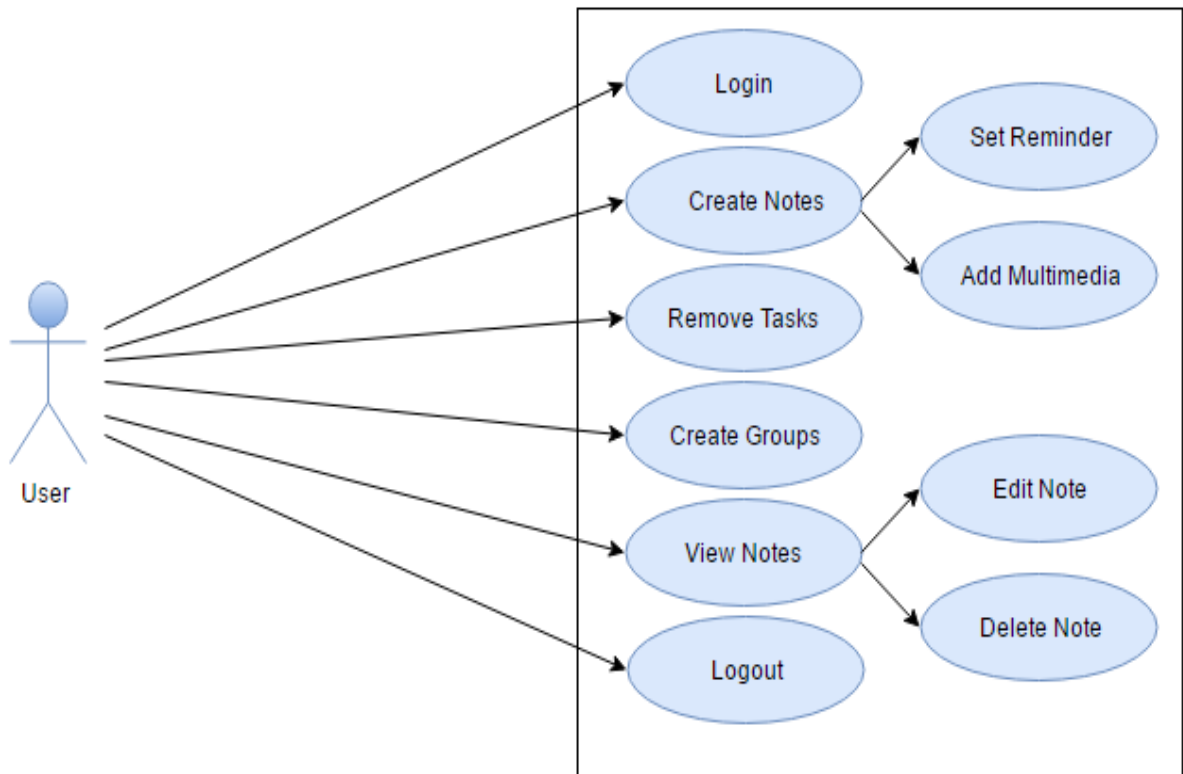 Login
Set Reminder
Create Notes
Add Multimedia
Remove Tasks
Create Groups
User
Edit Note
View Notes
Delete Note
Logout